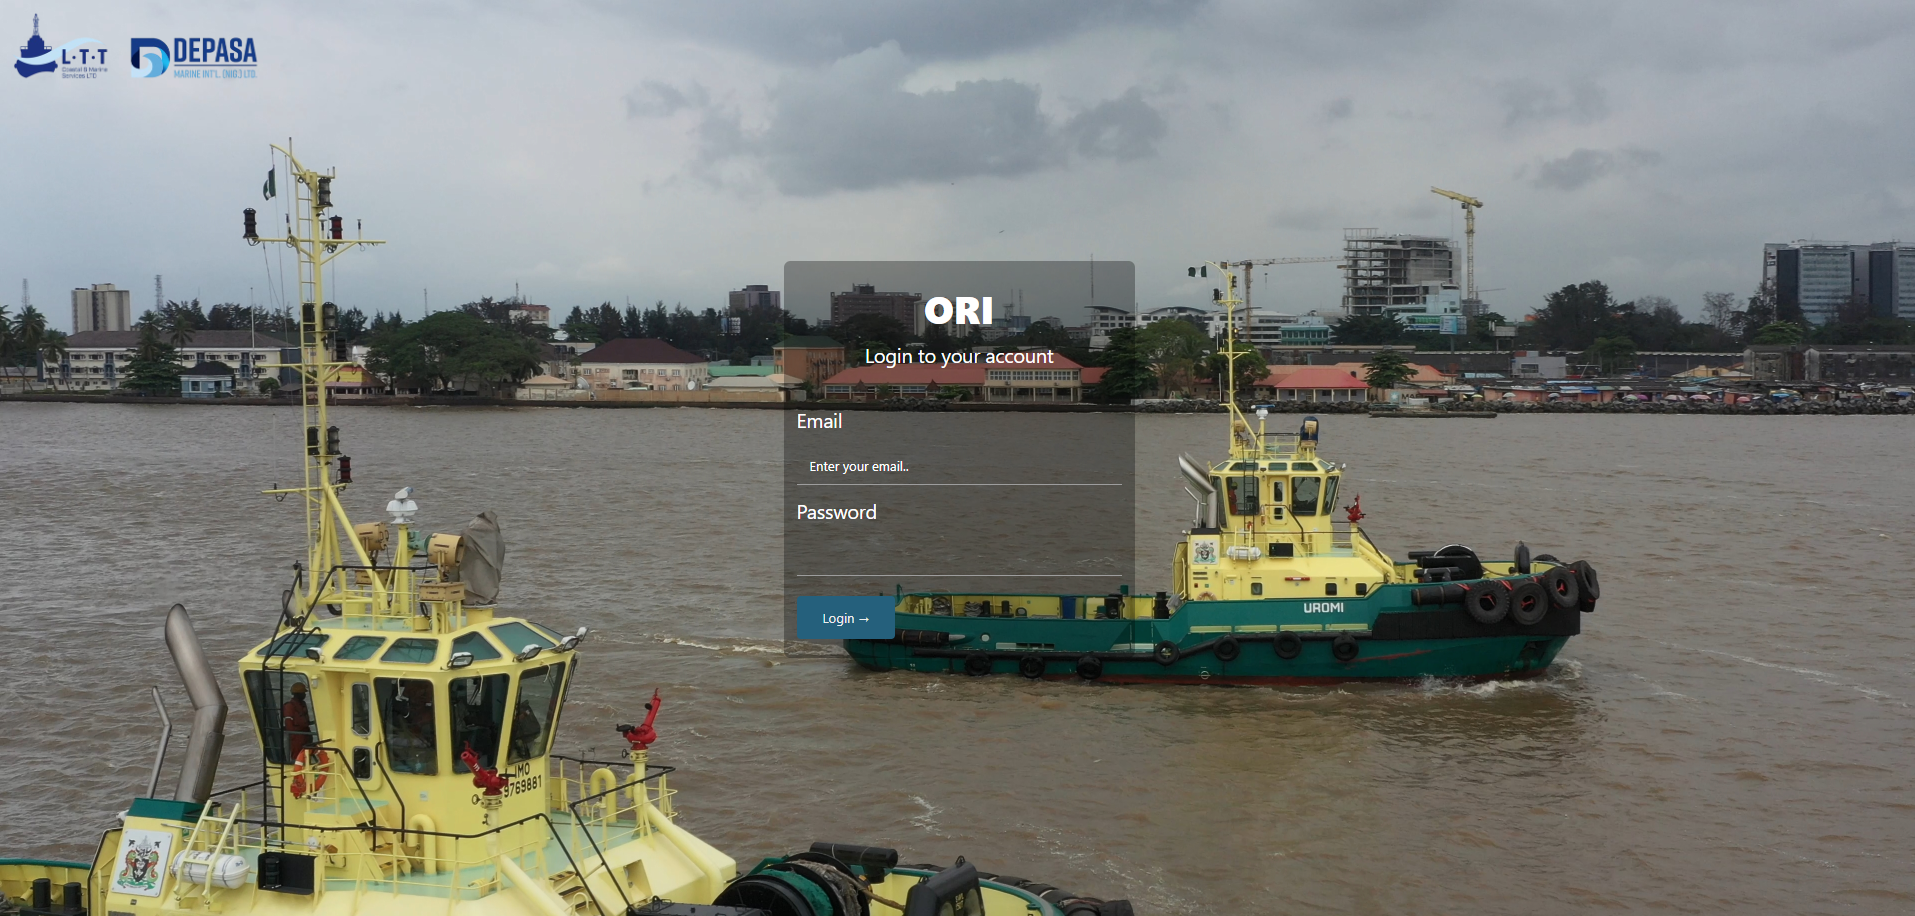 L·T·T
Coastal & Marine
Services LTD
DEPASA
MARINE INT'L. (NIG.) LTD.
ORI
Login to your account
Email
Enter your email..
Password
Login →
UROMI
IMO
9769881